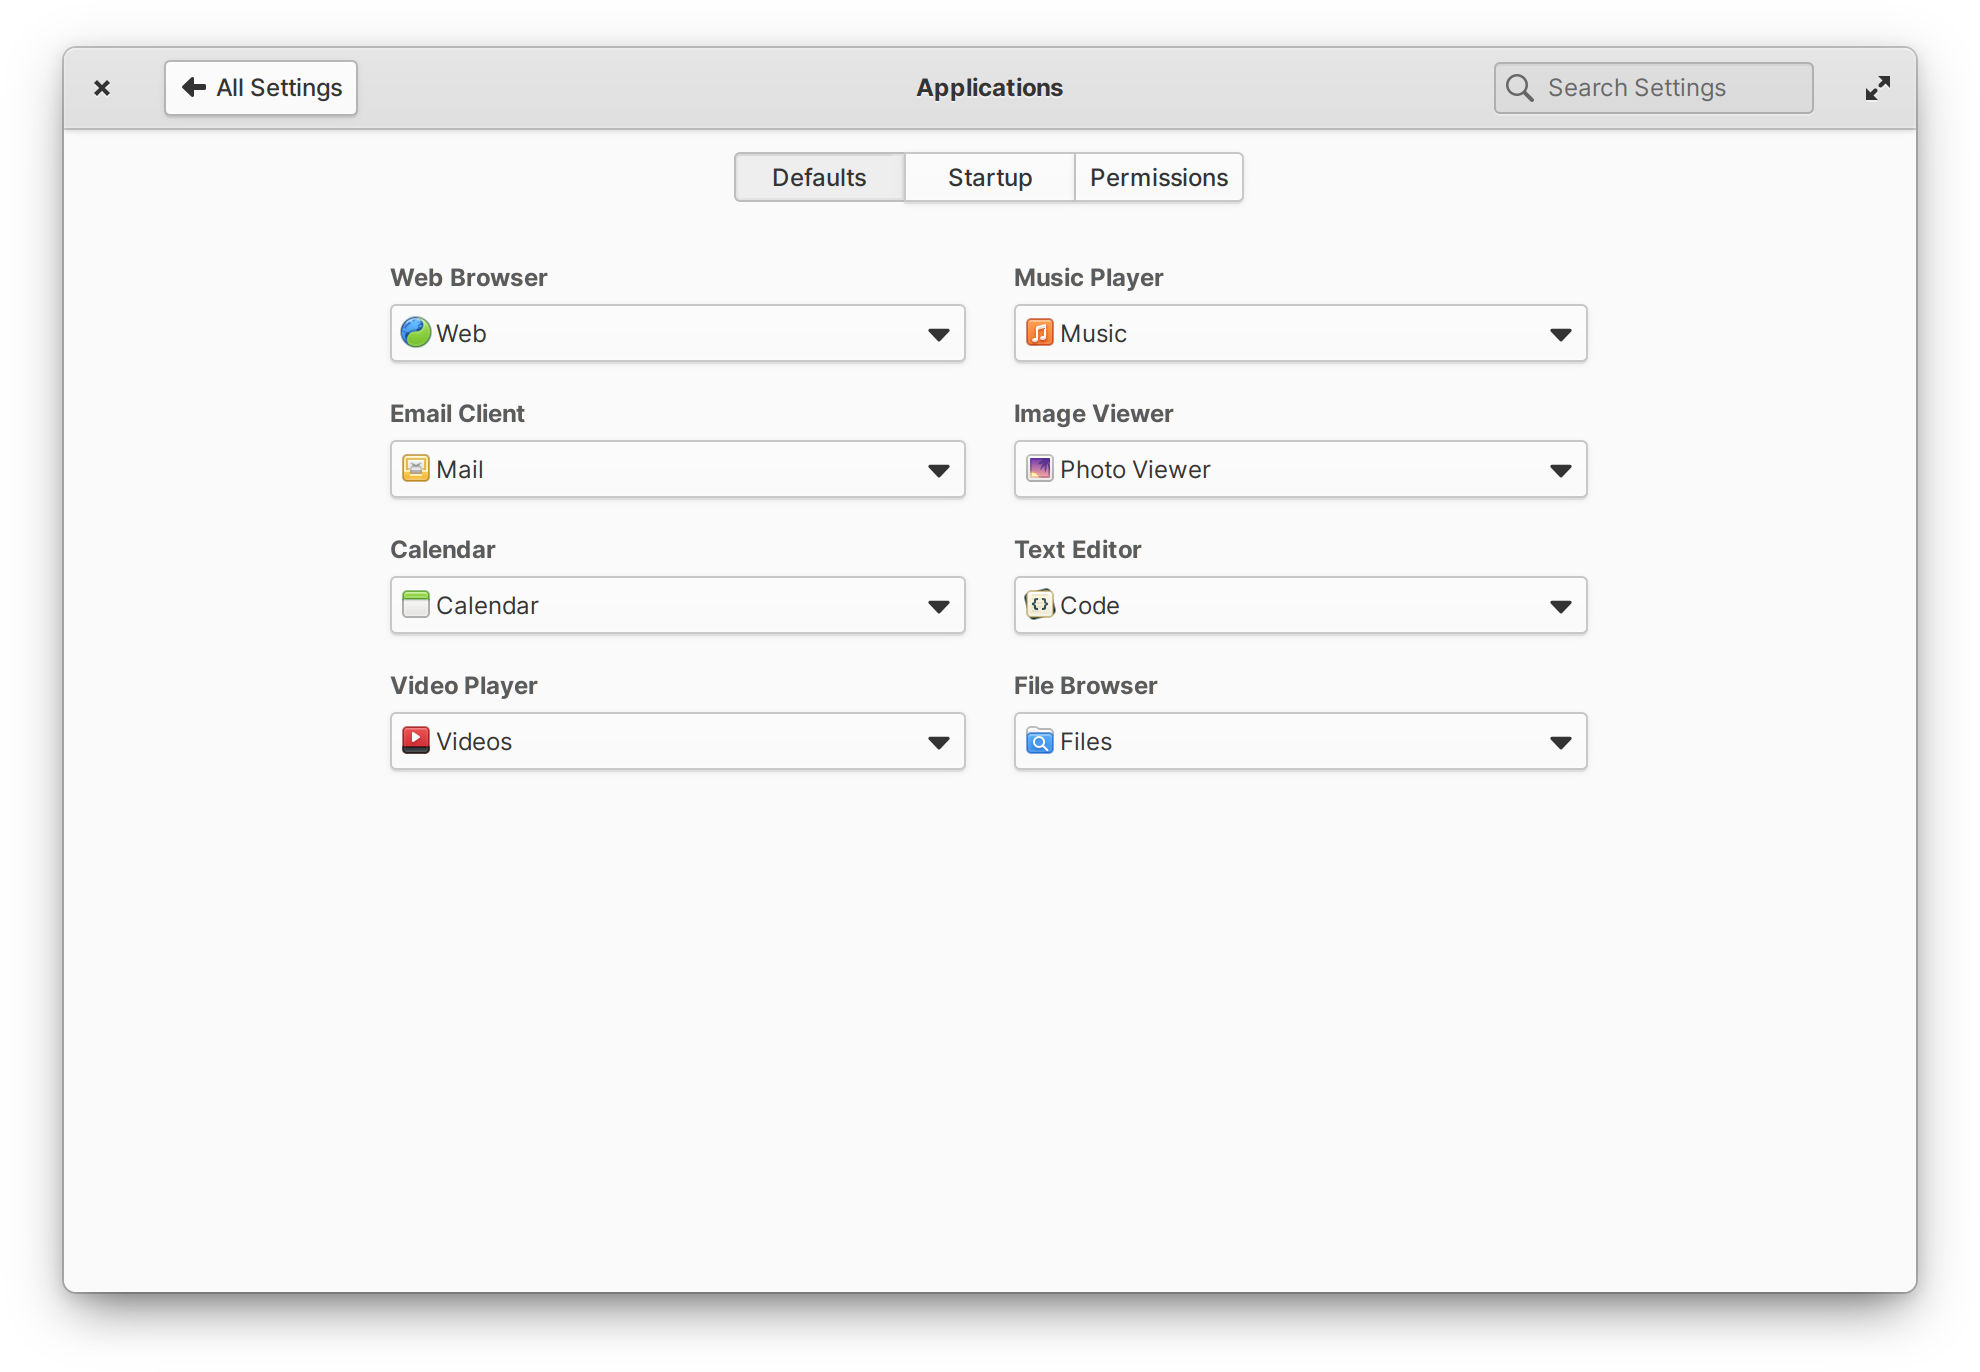 All Settings
Applications
Search Settings
Defaults
Startup
Permissions
Web Browser
Web
Music Player
Music
Email Client
Mail
Image Viewer
Photo Viewer
Calendar
Calendar
Text Editor
Code
Video Player
Videos
File Browser
Files